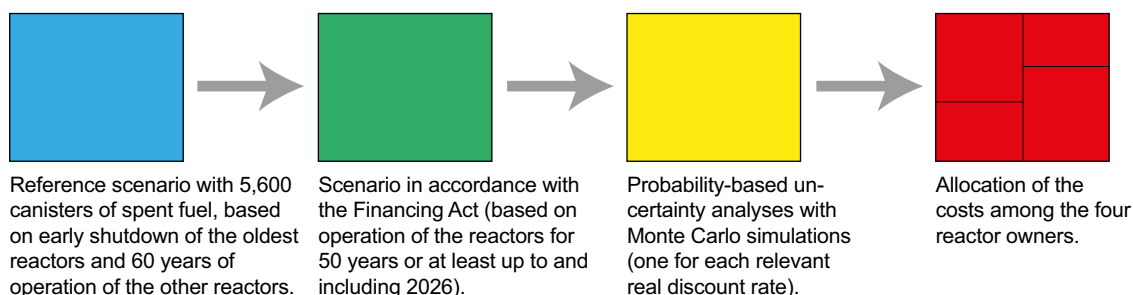 Reference scenario with 5,600
canisters of spent fuel, based
on early shutdown of the oldest
reactors and 60 years of
operation of the other reactors.
Scenario in accordance with
the Financing Act (based on
operation of the reactors for
50 years or at least up to and
including 2026).
Probability-based un-
certainty analyses with
Monte Carlo simulations
(one for each relevant
real discount rate).
Allocation of the
costs among the four
reactor owners.